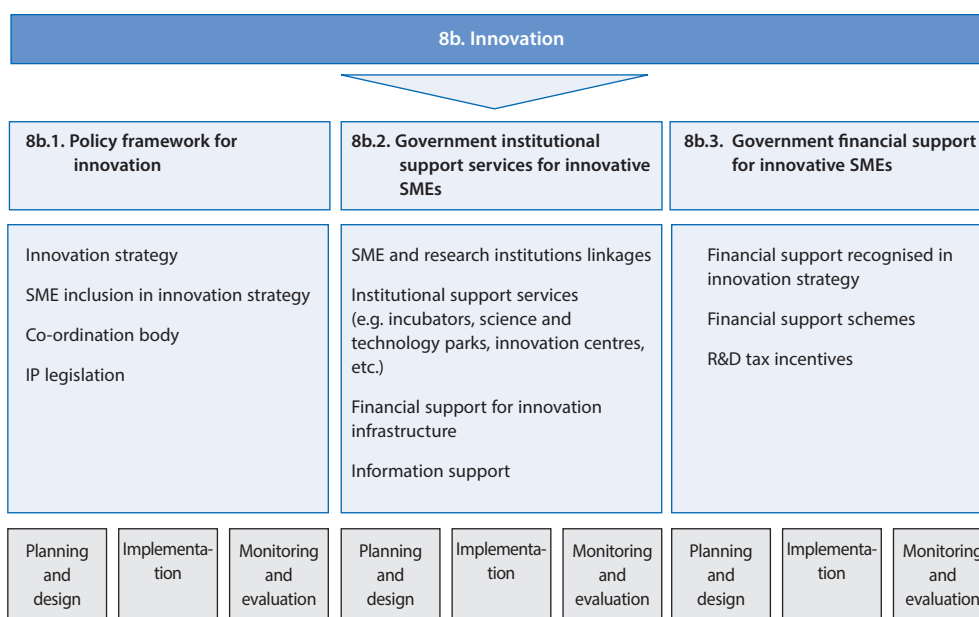 8b. Innovation
8b.1. Policy framework for
innovation
8b.2. Government institutional
support services for innovative
SMEs
8b.3. Government financial support
for innovative SMEs
Innovation strategy
SME inclusion in innovation strategy
Co-ordination body
IP legislation
SME and research institutions linkages
Institutional support services
(e.g. incubators, science and
technology parks, innovation centres,
etc.)
Financial support for innovation
infrastructure
Information support
Financial support recognised in
innovation strategy
Financial support schemes
R&D tax incentives
Planning
and
design
Implementa-
tion
Monitoring
and
evaluation
Planning
and
design
Implementa-
tion
Monitoring
and
evaluation
Planning
and
design
Implementa-
tion
Monitoring
and
evaluation